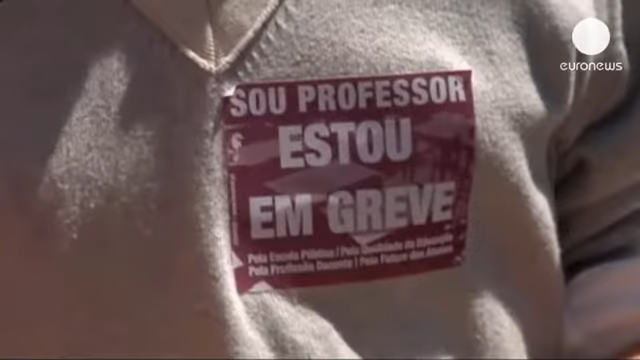 euronews
SOU PROFESSOR
ESTOU
EM GREVE
Pela Escola Pública / Pela Qualidade da Educação
Pela Profissão Docente | Pelo Futuro dos Alunos